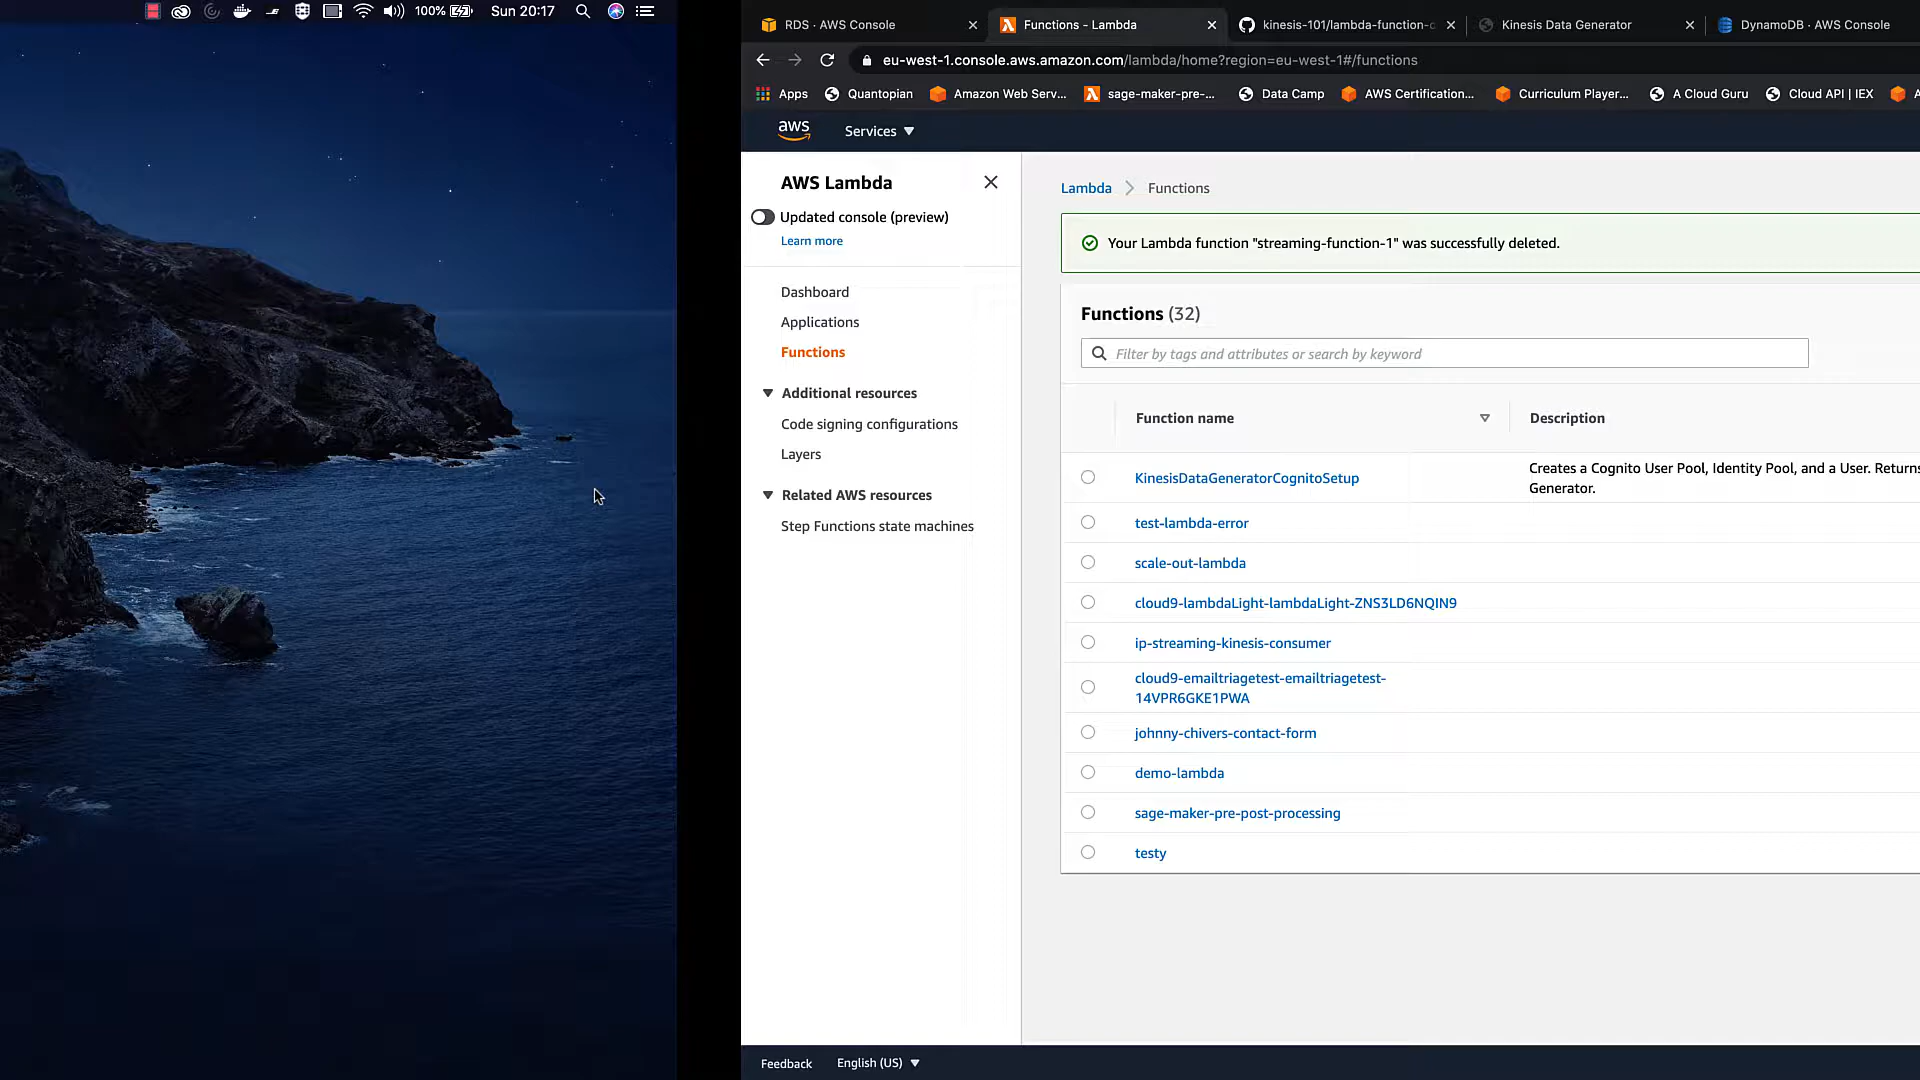 100%
Sun 20:17
RDS · AWS Console
Functions - Lambda
kinesis-101/lambda-function-c
Kinesis Data Generator
DynamoDB · AWS Console
eu-west-1.console.aws.amazon.com/lambda/home?region=eu-west-1#/functions
Apps
Quantopian
Amazon Web Serv...
sage-maker-pre-...
Data Camp
AWS Certification...
Curriculum Player...
A Cloud Guru
Cloud API | IEX
aws
Services
AWS Lambda
Updated console (preview)
Learn more
Dashboard
Applications
Functions
Additional resources
Code signing configurations
Layers
Related AWS resources
Step Functions state machines
Lambda
Functions
Your Lambda function "streaming-function-1" was successfully deleted.
Functions (32)
Filter by tags and attributes or search by keyword
Function name
Description
KinesisDataGeneratorCognitoSetup
Creates a Cognito User Pool, Identity Pool, and a User. Returns
Generator.
test-lambda-error
scale-out-lambda
cloud9-lambdaLight-lambdaLight-ZNS3LD6NQIN9
ip-streaming-kinesis-consumer
cloud9-emailtriagetest-emailtriagetest-
14VPR6GKE1PWA
johnny-chivers-contact-form
demo-lambda
sage-maker-pre-post-processing
testy
Feedback
English (US)